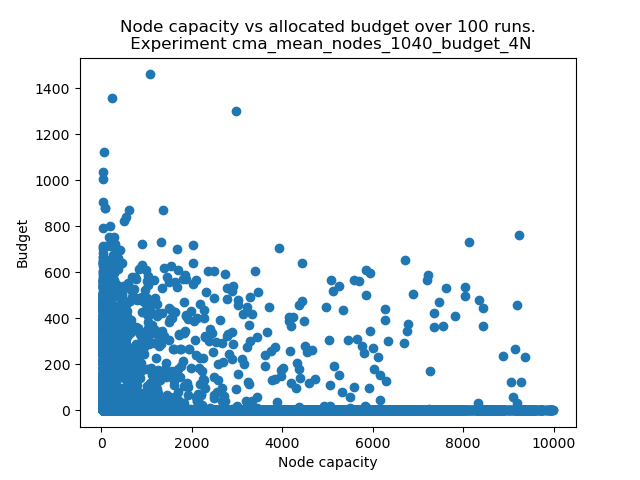 Node capacity vs allocated budget over 100 runs.
Experiment cma_mean_nodes_1040_budget_4N
1400
1200
1000
800
600
400
200
0
Budget
0 2000 4000 6000 8000 10000
Node capacity